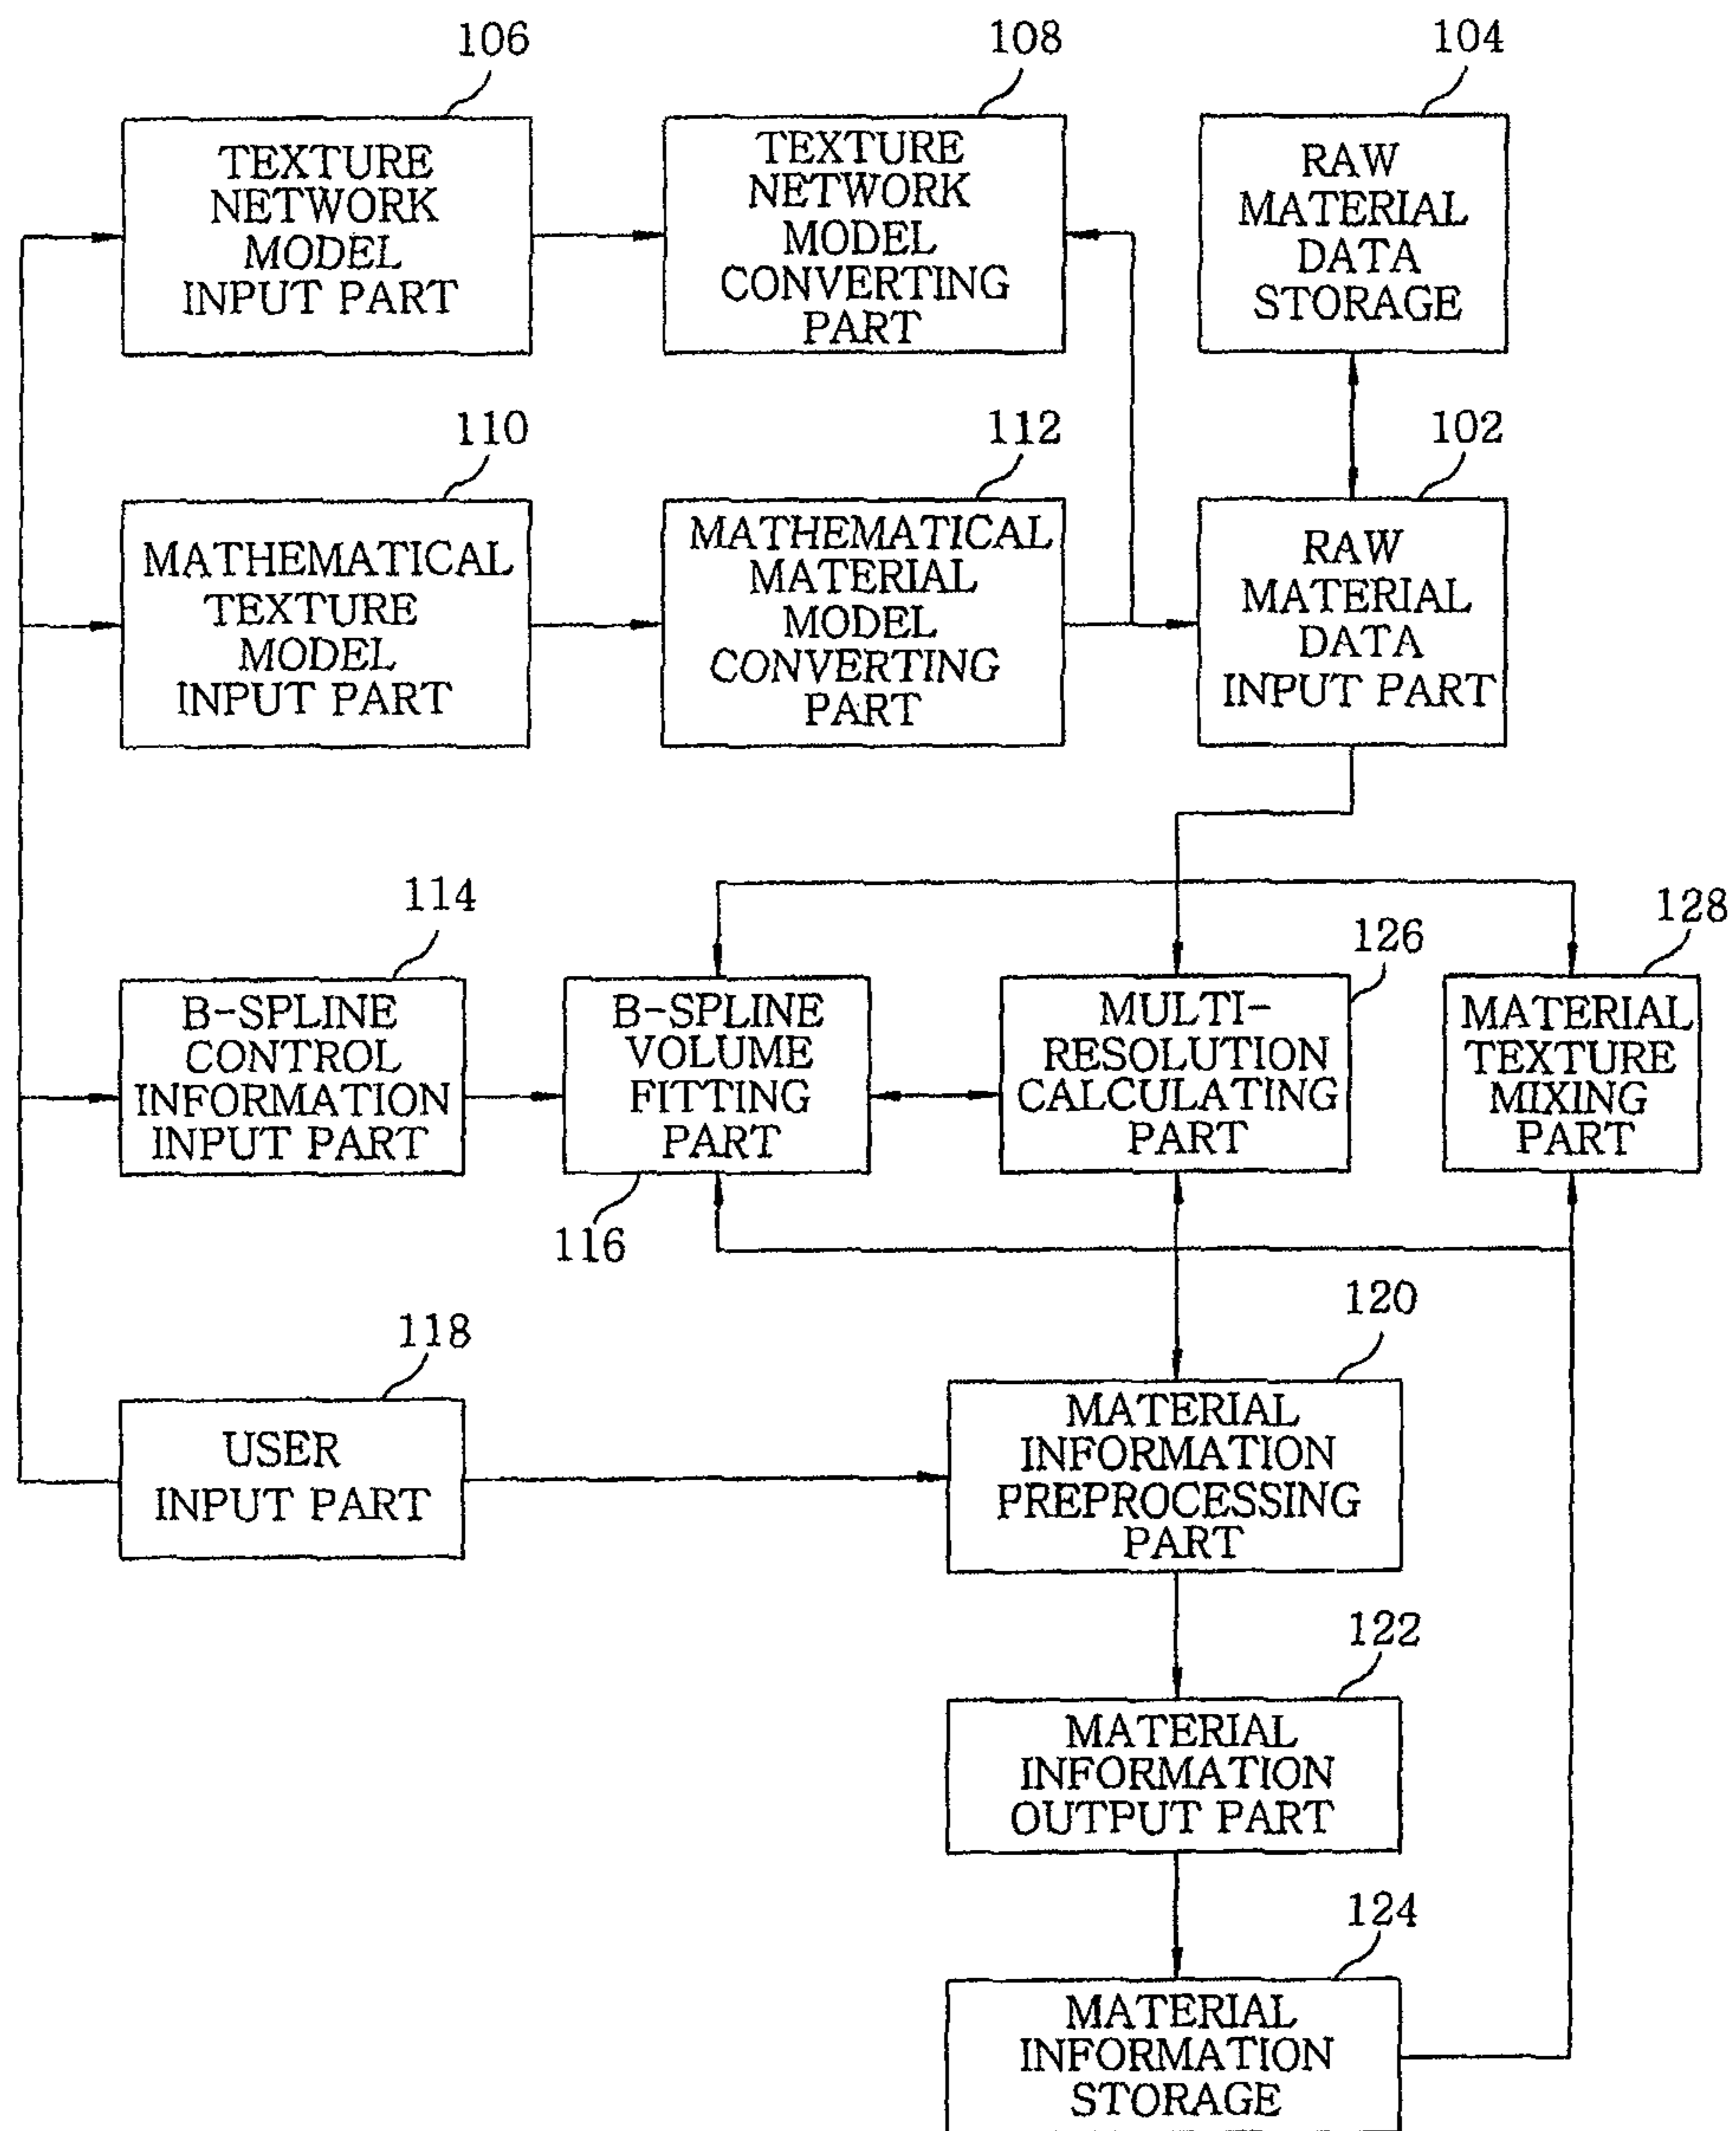 106
108
104
TEXTURE
NETWORK
MODEL
INPUT PART
TEXTURE
NETWORK
MODEL
CONVERTING
PART
RAW
MATERIAL
DATA
STORAGE
110
112
102
MATHEMATICAL
TEXTURE
MODEL
INPUT PART
MATHEMATICAL
MATERIAL
MODEL
CONVERTING
PART
RAW
MATERIAL
DATA
INPUT PART
114
126
128
B-SPLINE
CONTROL
INFORMATION
INPUT PART
B-SPLINE
VOLUME
FITTING
PART
MULTI-
RESOLUTION
CALCULATING
PART
MATERIAL
TEXTURE
MIXING
PART
116
118
120
USER
INPUT PART
MATERIAL
INFORMATION
PREPROCESSING
PART
122
MATERIAL
INFORMATION
OUTPUT PART
124
MATERIAL
INFORMATION
STORAGE